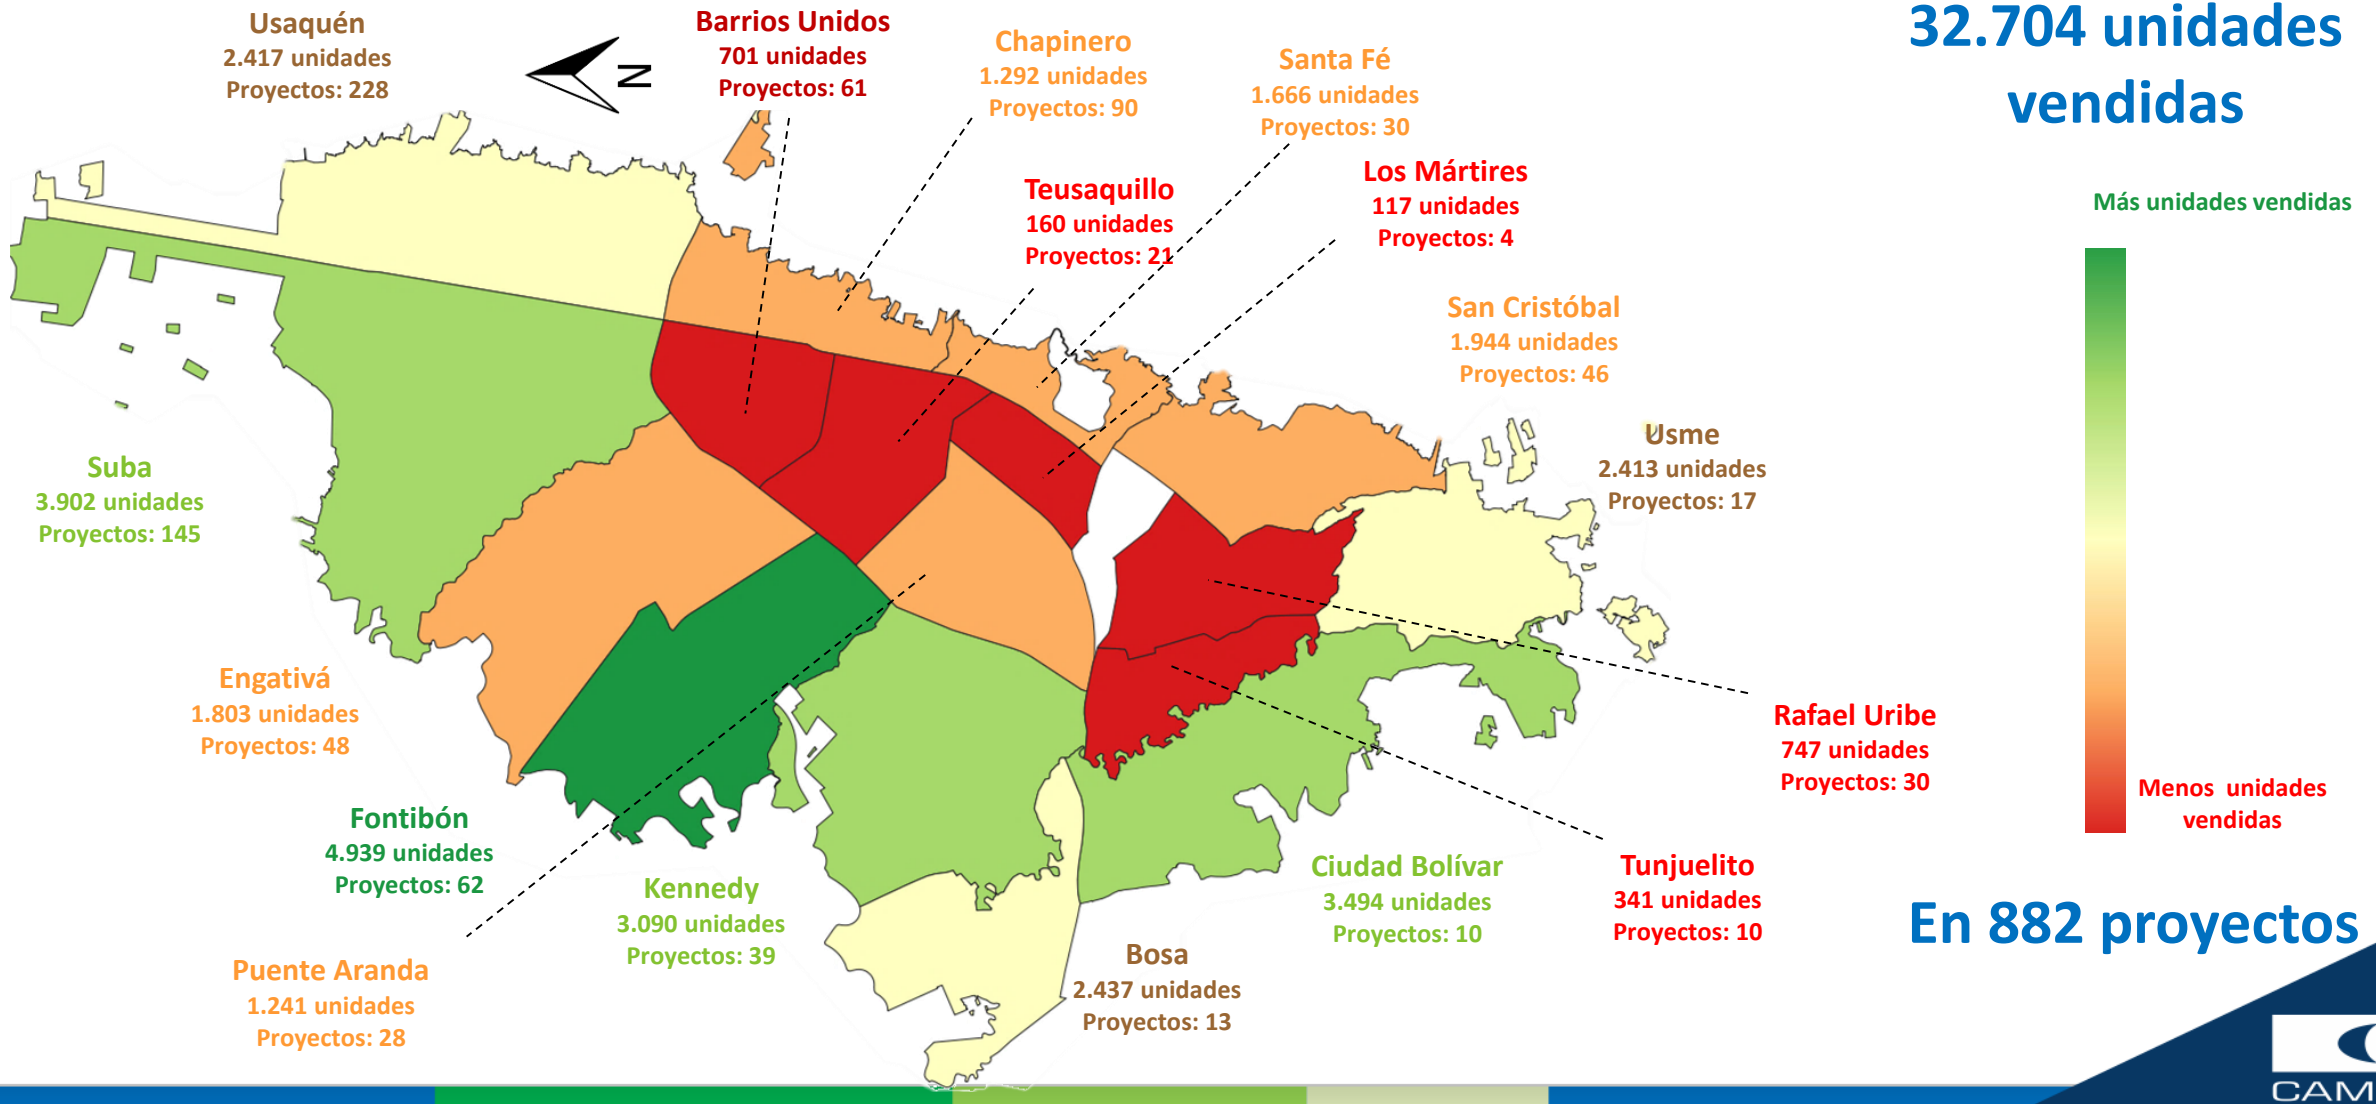 Usaquén
2.417 unidades
Proyectos: 228
Barrios Unidos
701 unidades
Proyectos: 61
Chapinero
1.292 unidades
Proyectos: 90
Santa Fé
1.666 unidades
Proyectos: 30
32.704 unidades
vendidas
N
Teusaquillo
160 unidades
Proyectos: 21
Los Mártires
117 unidades
Proyectos: 4
Más unidades vendidas
San Cristóbal
1.944 unidades
Proyectos: 46
Usme
2.413 unidades
Proyectos: 17
Suba
3.902 unidades
Proyectos: 145
Engativá
1.803 unidades
Proyectos: 48
Rafael Uribe
747 unidades
Proyectos: 30
Menos unidades
vendidas
Fontibón
4.939 unidades
Proyectos: 62
Kennedy
3.090 unidades
Proyectos: 39
Ciudad Bolívar
3.494 unidades
Proyectos: 10
Tunjuelito
341 unidades
Proyectos: 10
En 882 proyectos
Puente Aranda
1.241 unidades
Proyectos: 28
Bosa
2.437 unidades
Proyectos: 13
CAM